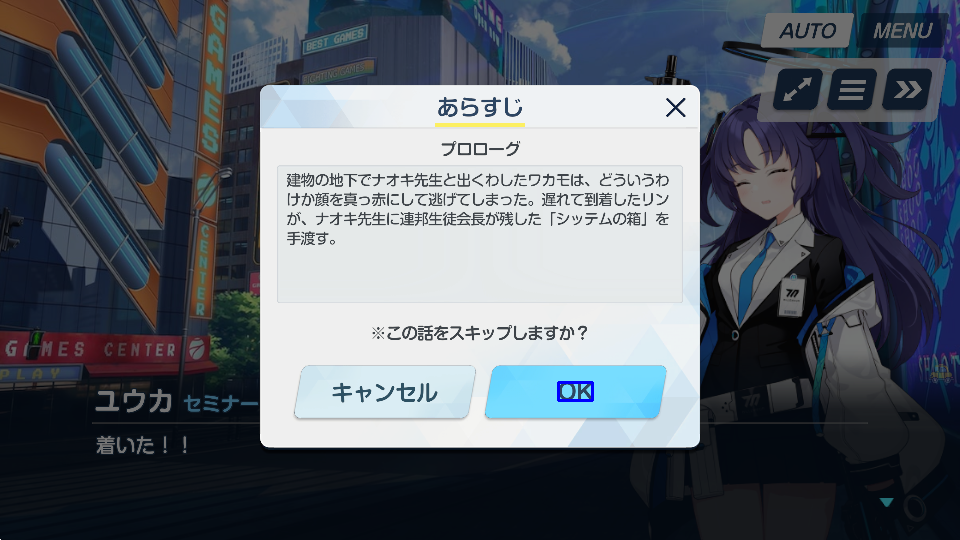 GAMES
BEST GAMES
AUTO
MENU
あらすじ
プロローグ
建物の地下でナオキ先生と出くわしたワカモは、どういうわ
けか顔を真っ赤にして逃げてしまった。遅れて到着したリン
が、ナオキ先生に連邦生徒会長が残した「シッテムの箱」を
手渡す。
※この話をスキップしますか？
キャンセル
OK
CENTER
GAMES CENTER
PLAY
ユウカ セミナー
着いた！！